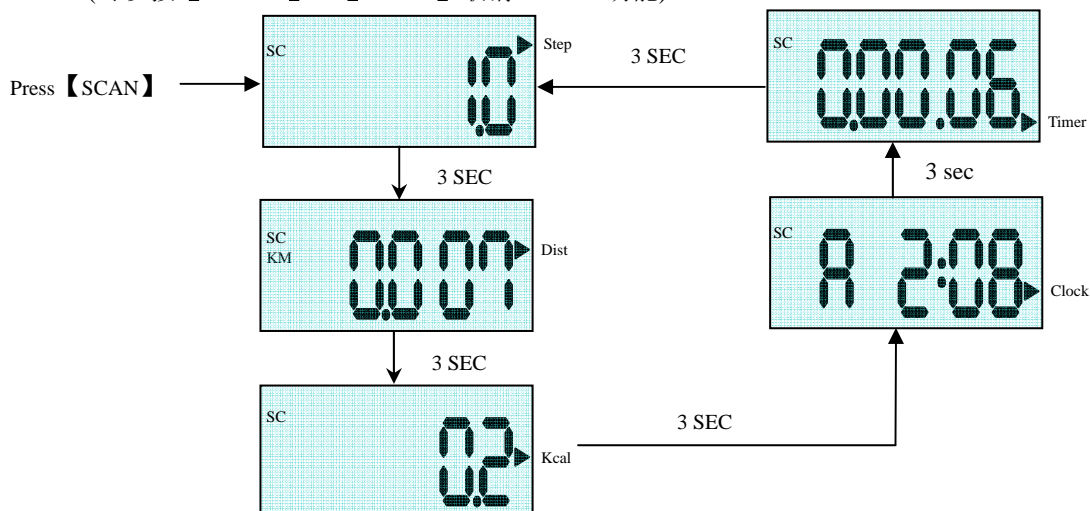 SC
1.0
Step
3 SEC
SC
0.00.06
Timer
Press【SCAN】
3 SEC
3 sec
SC
KM
0.007
Dist
SC
A 2:08
Clock
3 SEC
SC
0.2
Kcal
3 SEC